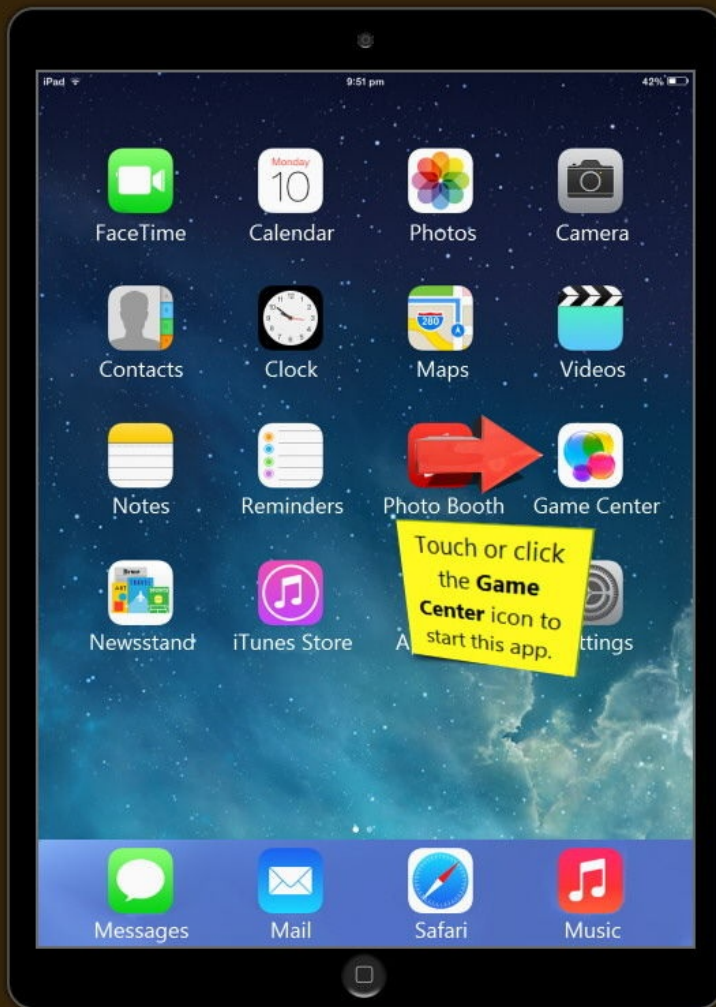 iPad 9:51 pm 42%
Monday
10
FaceTime Calendar Photos Camera
280
Contacts Clock Maps Videos
Notes Reminders Photo Booth Game Center
Touch or click
the Game
Center icon to
start this app.
Newsstand iTunes Store A ttings
Messages Mail Safari Music